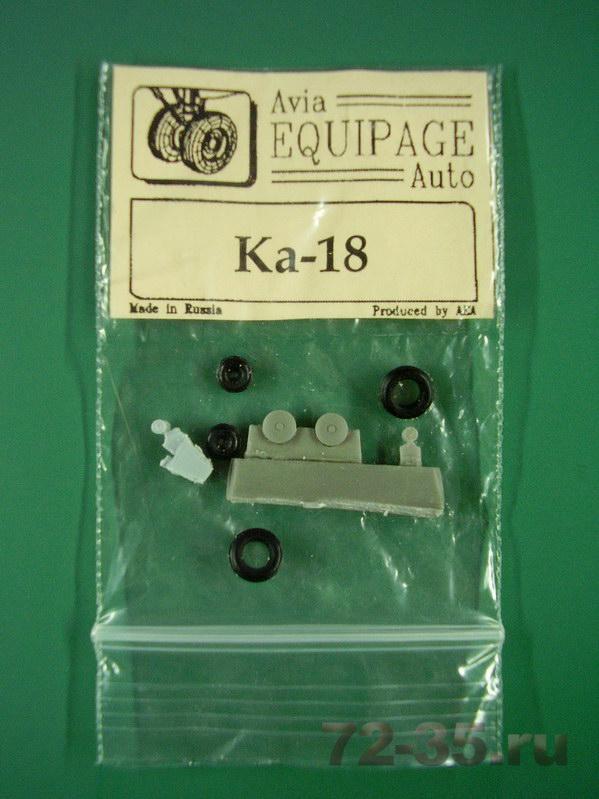 Avia
EQUIPAGE
Auto
Ka-18
Made in Russia
Produced by AEA
72-35.ru